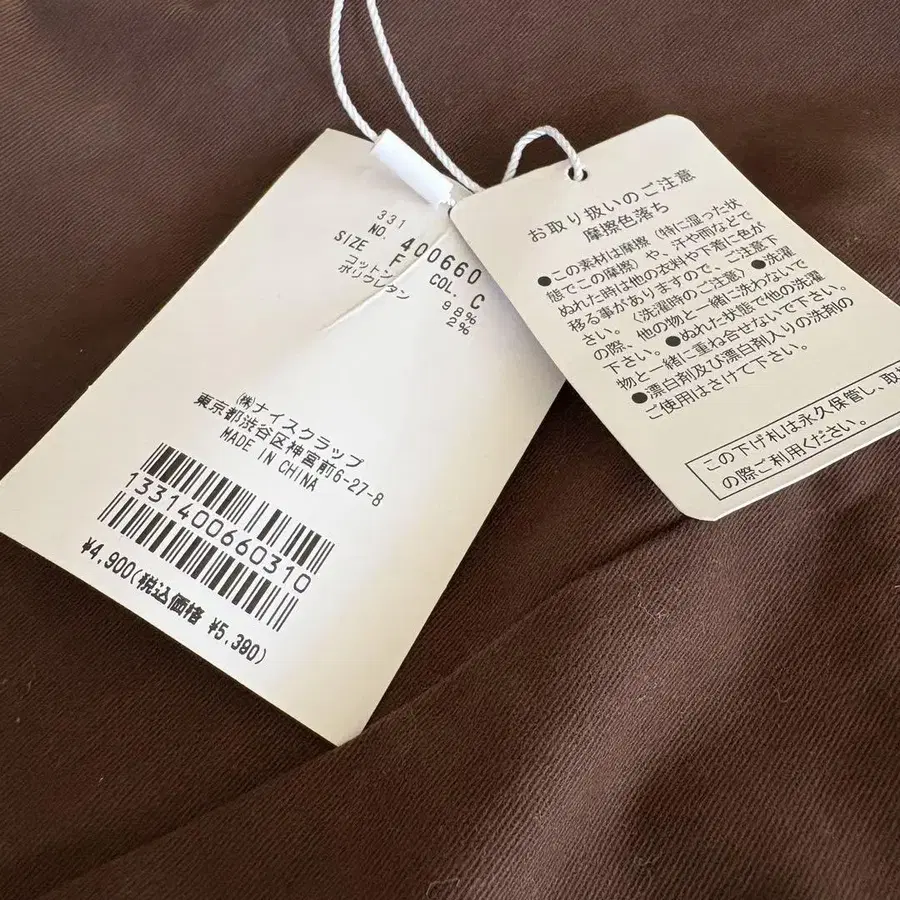 331
NO. 400660
SIZE F COL. C
コットン 98%
ポリウレタン 2%
㈱ナイスクラップ
東京都渋谷区神宮前6-27-8
MADE IN CHINA
1331400660310
¥4,900(税込価格 ¥5,390)
お取り扱いのご注意
摩擦色落ち
●この素材は摩擦(特に湿った状
態でこの摩擦)や、汗や雨などで
ぬれた時は他の衣料や下着に色が
移る事がありますので、ご注意下
さい。〈洗濯時のご注意〉●洗濯
の際、他の物と一緒に洗わないで
下さい。●ぬれた状態で他の洗濯
物と一緒に重ね合せないで下さい。
●漂白剤及び漂白剤入りの洗剤の
ご使用はさけて下さい。
この下げ札は永久保管し、取
の際ご利用ください。